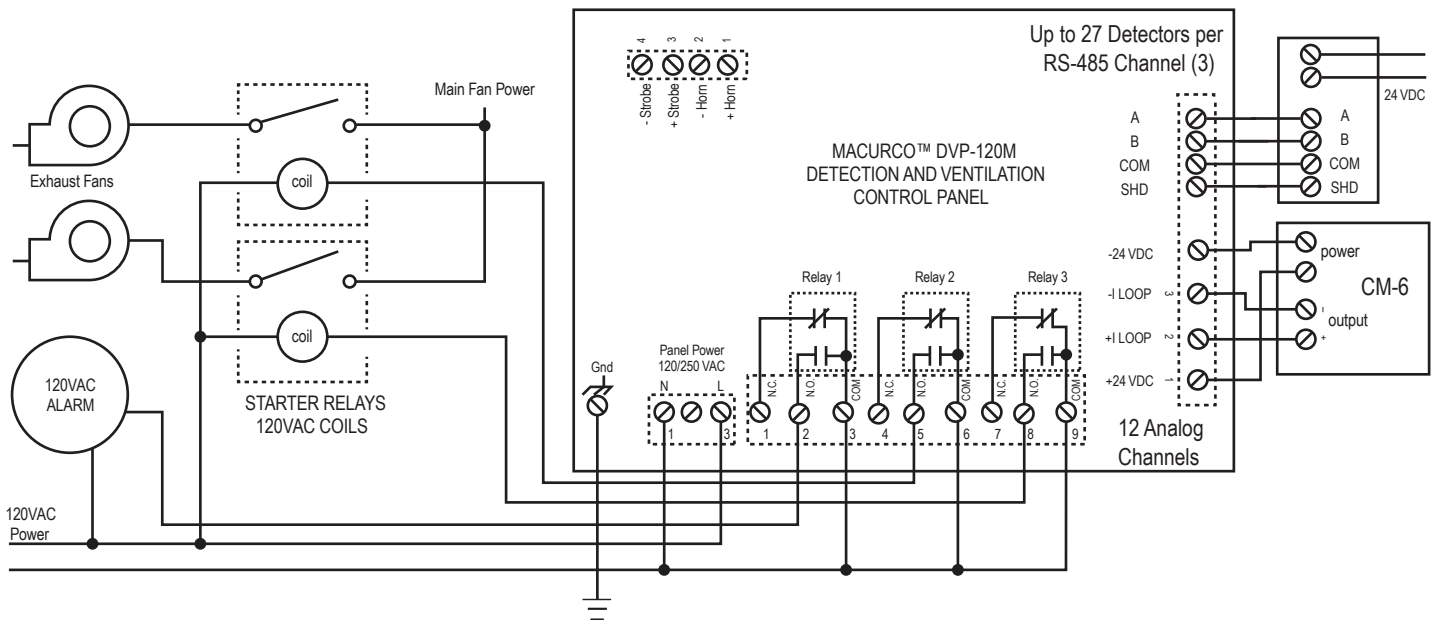 Up to 27 Detectors per
RS-485 Channel (3)
4 3 2 1
- Strobe
+ Strobe
- Horn
+ Horn
Main Fan Power
24 VDC
Exhaust Fans
coil
MACURCO™ DVP-120M
DETECTION AND VENTILATION
CONTROL PANEL
A
B
COM
SHD
A
B
COM
SHD
-24 VDC
-I LOOP 3
+I LOOP 2
+24 VDC 1
power
CM-6
- output
+
coil
Relay 1
Relay 2
Relay 3
Gnd
Panel Power
120/250 VAC
N L
1 3
N.C. N.O. COM
N.C. N.O. COM
N.C. N.O. COM
1 2 3 4 5 6 7 8 9
12 Analog
Channels
120VAC
ALARM
STARTER RELAYS
120VAC COILS
120VAC
Power